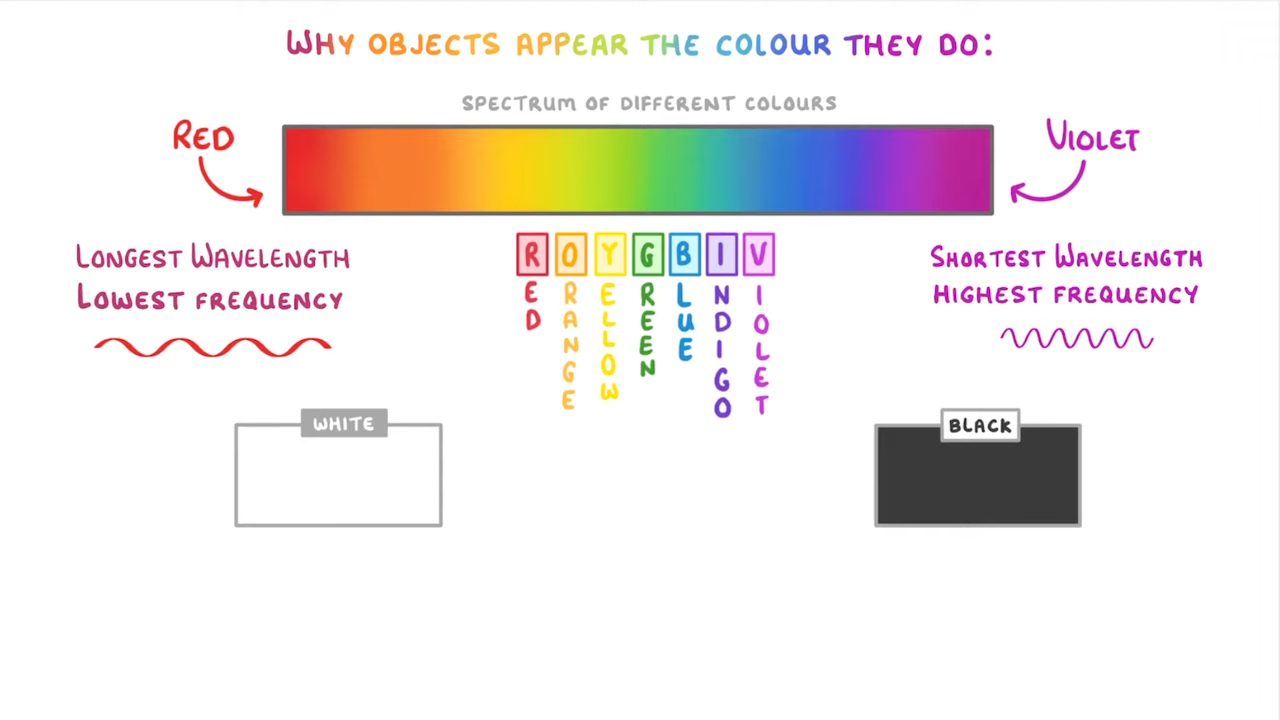 WHY OBJECTS APPEAR THE COLOUR THEY DO:
SPECTRUM OF DIFFERENT COLOURS
RED
VIOLET
LONGEST WAVELENGTH
LOWEST FREQUENCY
RED
ORANGE
YELLOW
GREEN
BLUE
INDIGO
VIOLET
SHORTEST WAVELENGTH
HIGHEST FREQUENCY
WHITE
BLACK